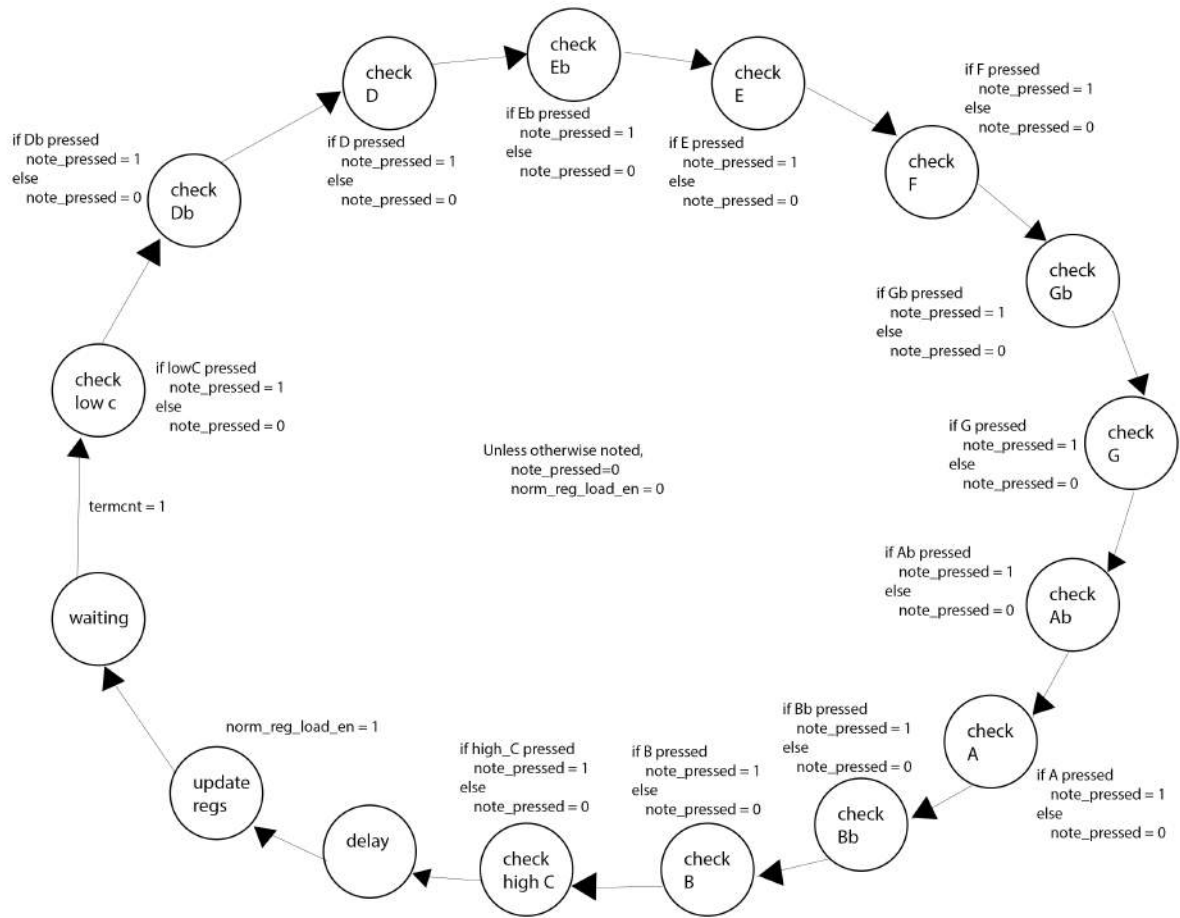 check
Eb
check
D
check
E
if F pressed
note_pressed = 1
else
note_pressed = 0
if Eb pressed
note_pressed = 1
else
note_pressed = 0
if Db pressed
note_pressed = 1
else
note_pressed = 0
if D pressed
note_pressed = 1
else
note_pressed = 0
if E pressed
note_pressed = 1
else
note_pressed = 0
check
F
check
Db
check
Gb
if Gb pressed
note_pressed = 1
else
note_pressed = 0
check
low c
if lowC pressed
note_pressed = 1
else
note_pressed = 0
if G pressed
note_pressed = 1
else
note_pressed = 0
check
G
Unless otherwise noted,
note_pressed=0
norm_reg_load_en = 0
termcnt = 1
if Ab pressed
note_pressed = 1
else
note_pressed = 0
check
Ab
waiting
norm_reg_load_en = 1
if Bb pressed
note_pressed = 1
else
note_pressed = 0
check
A
if high_C pressed
note_pressed = 1
else
note_pressed = 0
if B pressed
note_pressed = 1
else
note_pressed = 0
if A pressed
note_pressed = 1
else
note_pressed = 0
update
regs
check
Bb
delay
check
high C
check
B